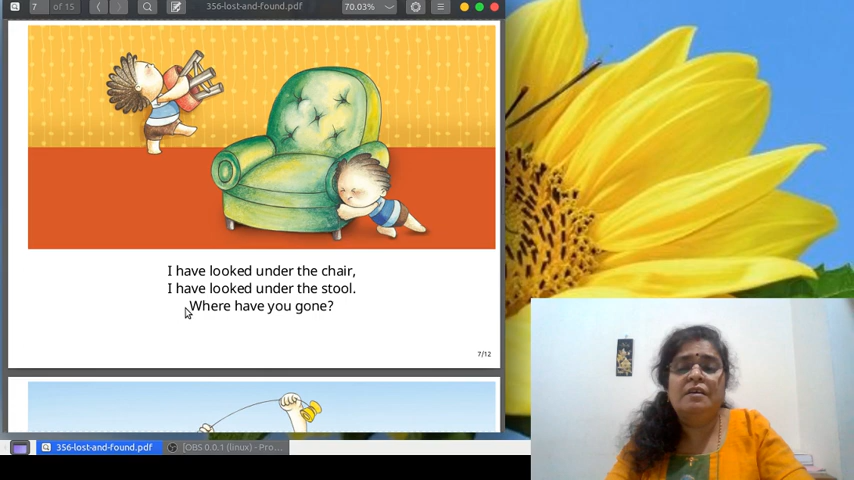 7 of 15
356-lost-and-found.pdf
70.03%
I have looked under the chair,
I have looked under the stool.
Where have you gone?
7/12
356-lost-and-found.pdf
[OBS 0.0.1 (linux) - Pro...